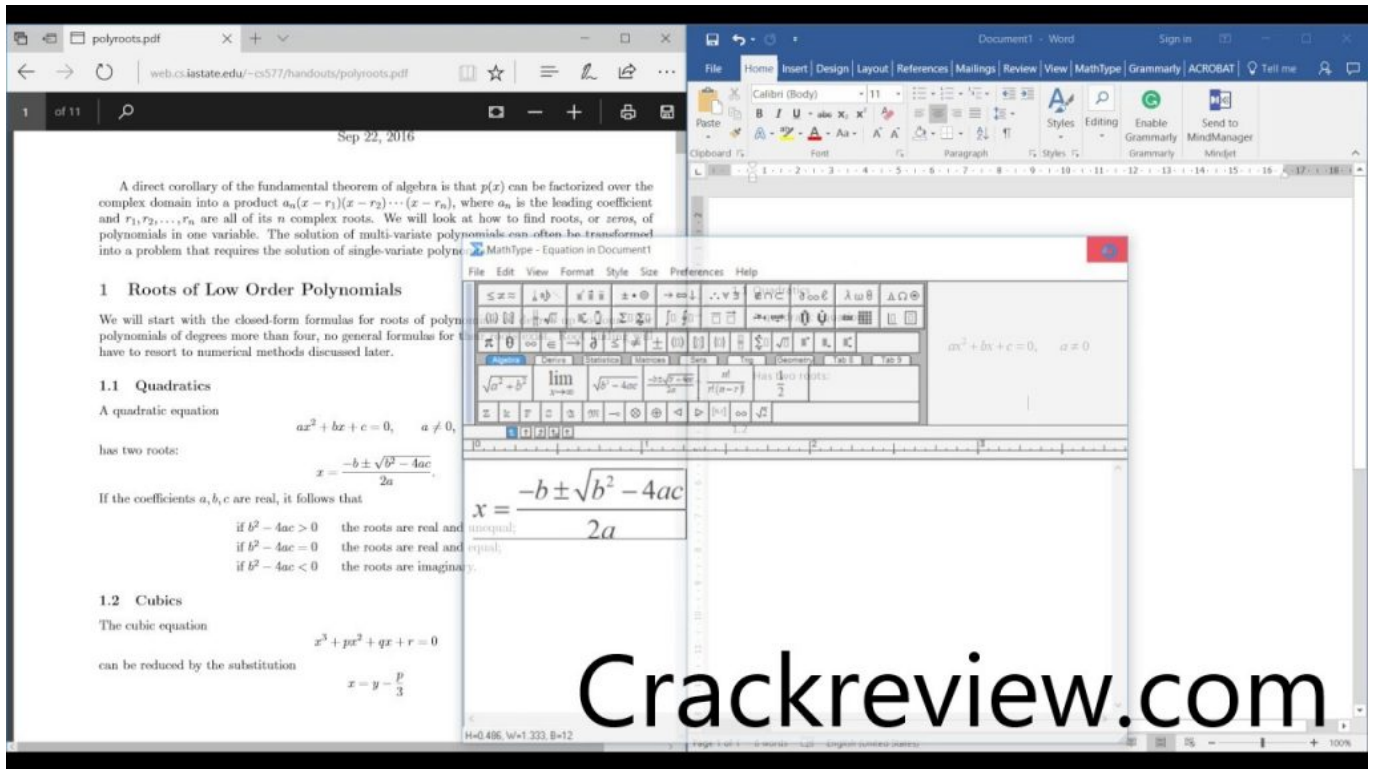 polyroots.pdf
web.cs.iastate.edu/~cs577/handouts/polyroots.pdf
1 of 11
Sep 22, 2016
A direct corollary of the fundamental theorem of algebra is that p(x) can be factorized over the
complex domain into a product aₙ(x − r₁)(x − r₂) ··· (x − rₙ), where aₙ is the leading coefficient
and r₁, r₂, . . . , rₙ are all of its n complex roots. We will look at how to find roots, or zeros, of
polynomials in one variable. The solution of multi-variate polynomials can often be transformed
into a problem that requires the solution of single-variate polyno
1 Roots of Low Order Polynomials
We will start with the closed-form formulas for roots of polyn
polynomials of degrees more than four, no general formulas for
have to resort to numerical methods discussed later.
1.1 Quadratics
A quadratic equation
ax² + bx + c = 0, a ≠ 0,
has two roots:
x = (−b ± √(b² − 4ac)) / 2a.
If the coefficients a, b, c are real, it follows that
if b² − 4ac > 0 the roots are real and unequal;
if b² − 4ac = 0 the roots are real and equal;
if b² − 4ac < 0 the roots are imaginary.
1.2 Cubics
The cubic equation
x³ + px² + qx + r = 0
can be reduced by the substitution
x = y − p/3
Document1 - Word
Sign in
File Home Insert Design Layout References Mailings Review View MathType Grammarly ACROBAT Tell me
Calibri (Body) 11
Paste
Styles
Editing
Enable Grammarly
Send to MindManager
Clipboard Font Paragraph Styles Grammarly Mindjet
MathType - Equation in Document1
File Edit View Format Style Size Preferences Help
Algebra Derivs Statistics Matrices Sets Trig Geometry Tab 8 Tab 9
x = (−b ± √(b² − 4ac)) / 2a
H=0.486, W=1.333, B=12
1.1 Quadratics
ax² + bx + c = 0, a ≠ 0
Has two roots:
1.2
Page 1 of 1 6 words English (United States)
100%
Crackreview.com